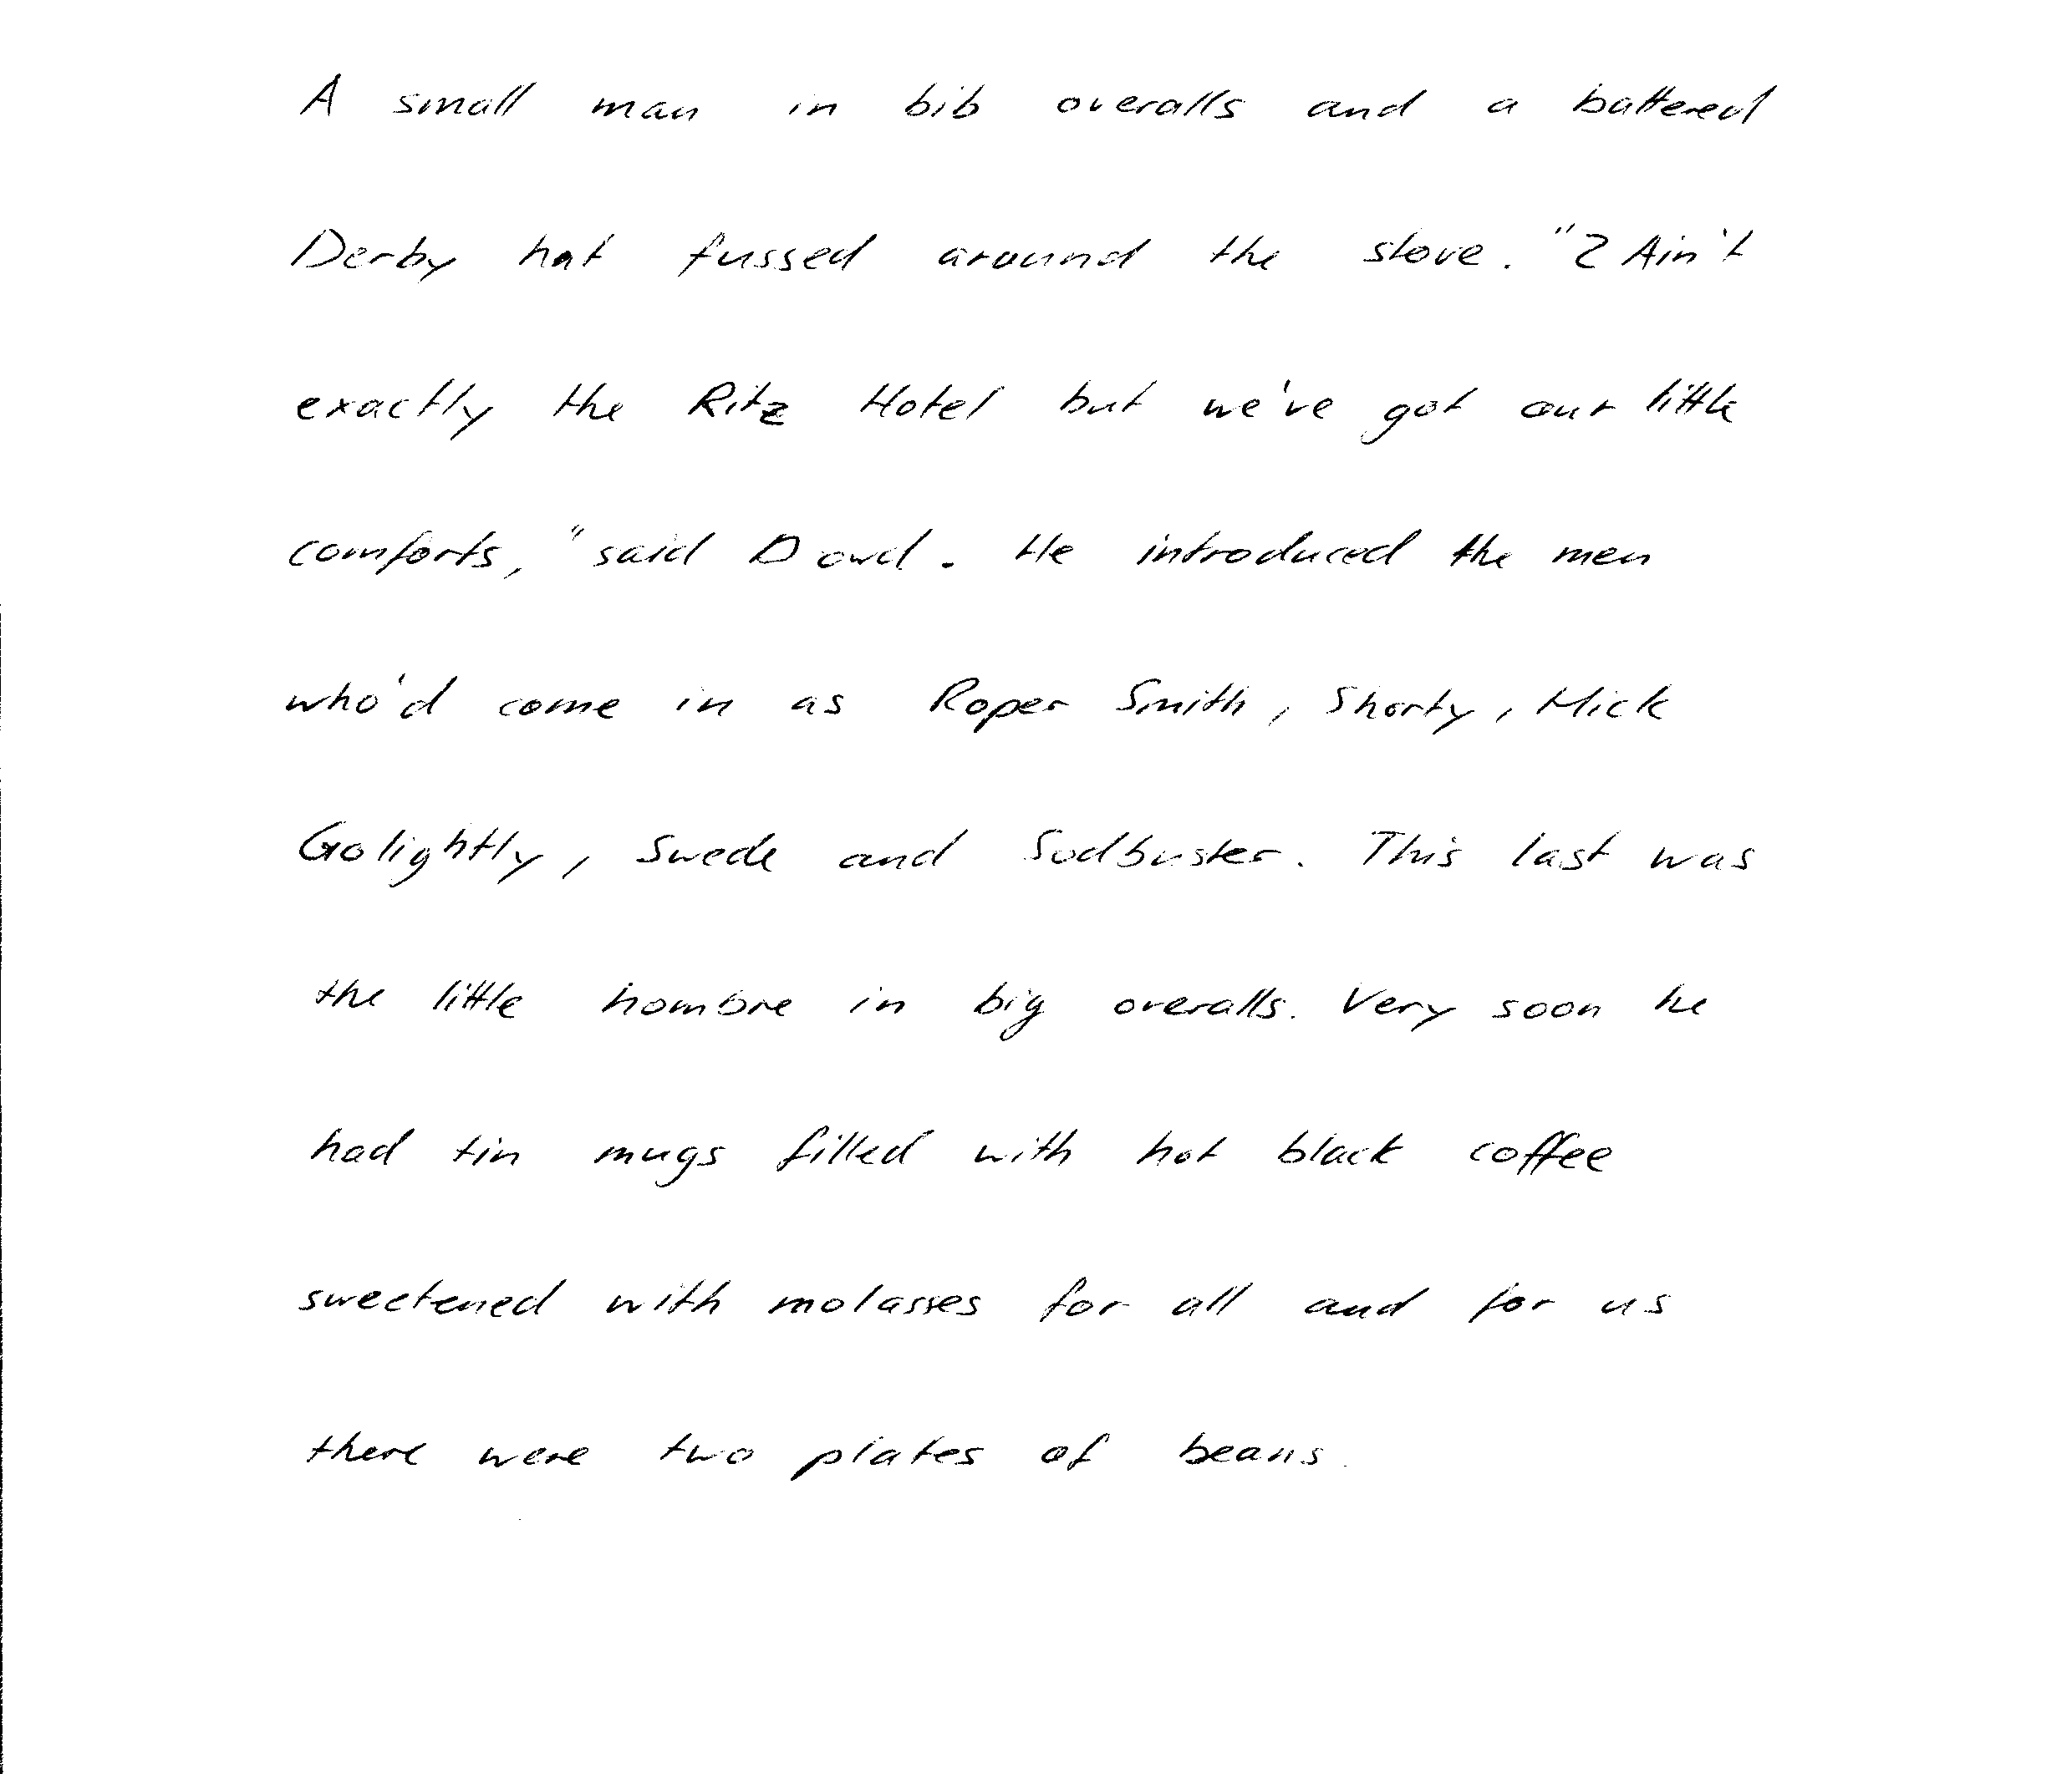 A small man in bib overalls and a battered
Derby hat fussed around the stove. "2 Ain't
exactly the Ritz Hotel but we've got our little
comforts," said Dowd. He introduced the men
who'd come in as Roper Smith, Shorty, Mick
Golightly, Swede and Sodbuster. This last was
the little hombre in big overalls. Very soon he
had tin mugs filled with hot black coffee
sweetened with molasses for all and for us
there were two plates of beans.